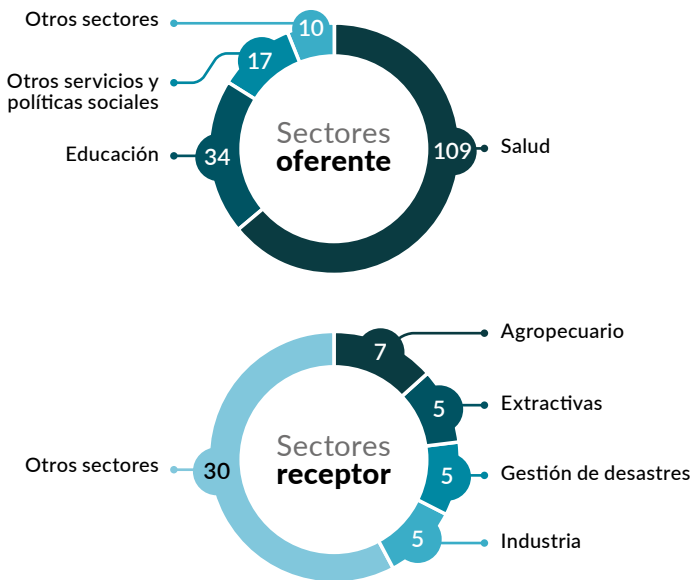 Otros sectores
10
17
Otros servicios y
políticas sociales
Educación
34
Sectores
oferente
109
Salud
Agropecuario
7
5
Extractivas
Otros sectores
30
Sectores
receptor
5
Gestión de desastres
5
Industria